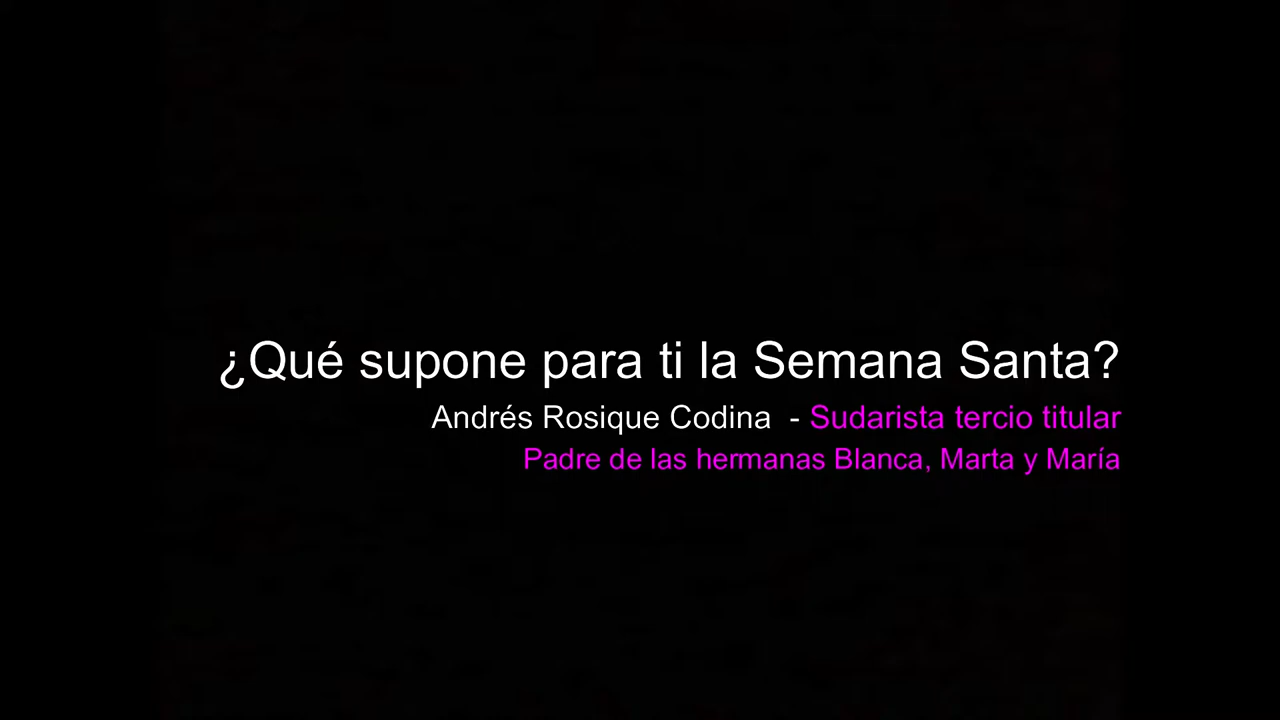 ¿Qué supone para ti la Semana Santa?
Andrés Rosique Codina - Sudarista tercio titular
Padre de las hermanas Blanca, Marta y María